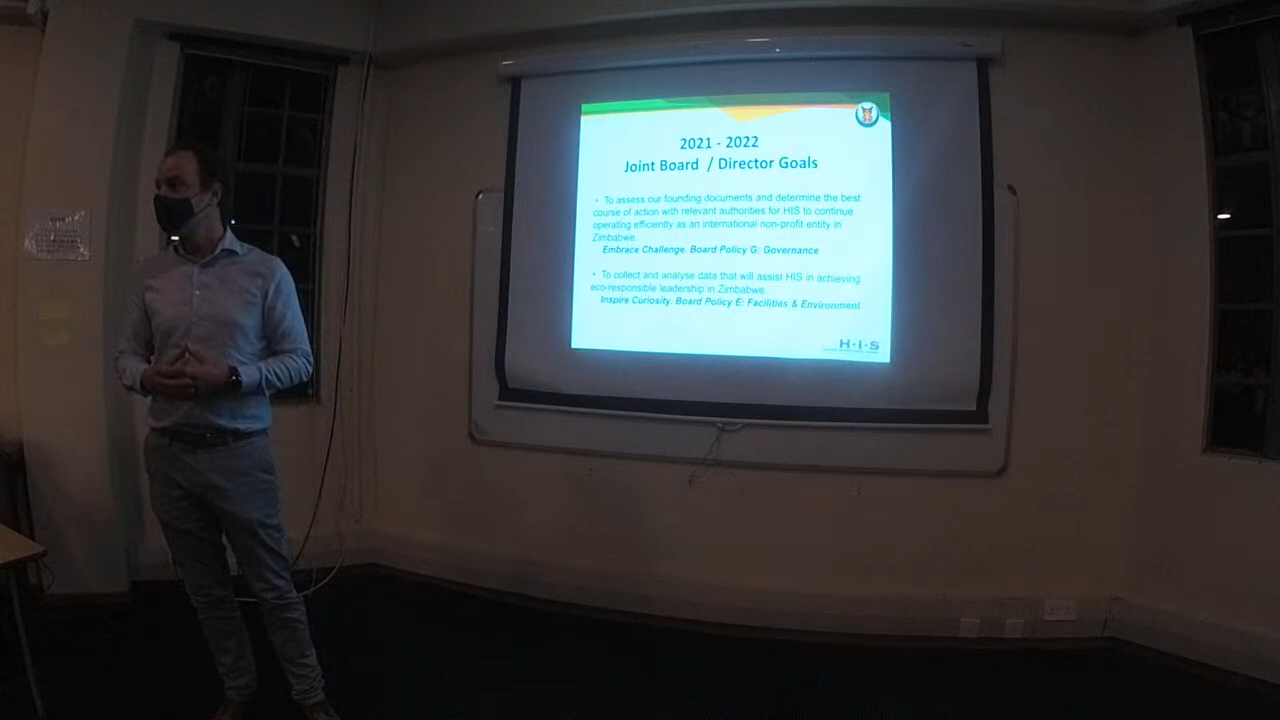 2021 - 2022
Joint Board / Director Goals
• To assess our founding documents and determine the best
course of action with relevant authorities for HIS to continue
operating efficiently as an international non-profit entity in
Zimbabwe.
Embrace Challenge. Board Policy G: Governance
• To collect and analyse data that will assist HIS in achieving
eco-responsible leadership in Zimbabwe.
Inspire Curiosity. Board Policy E: Facilities & Environment
H·I·S